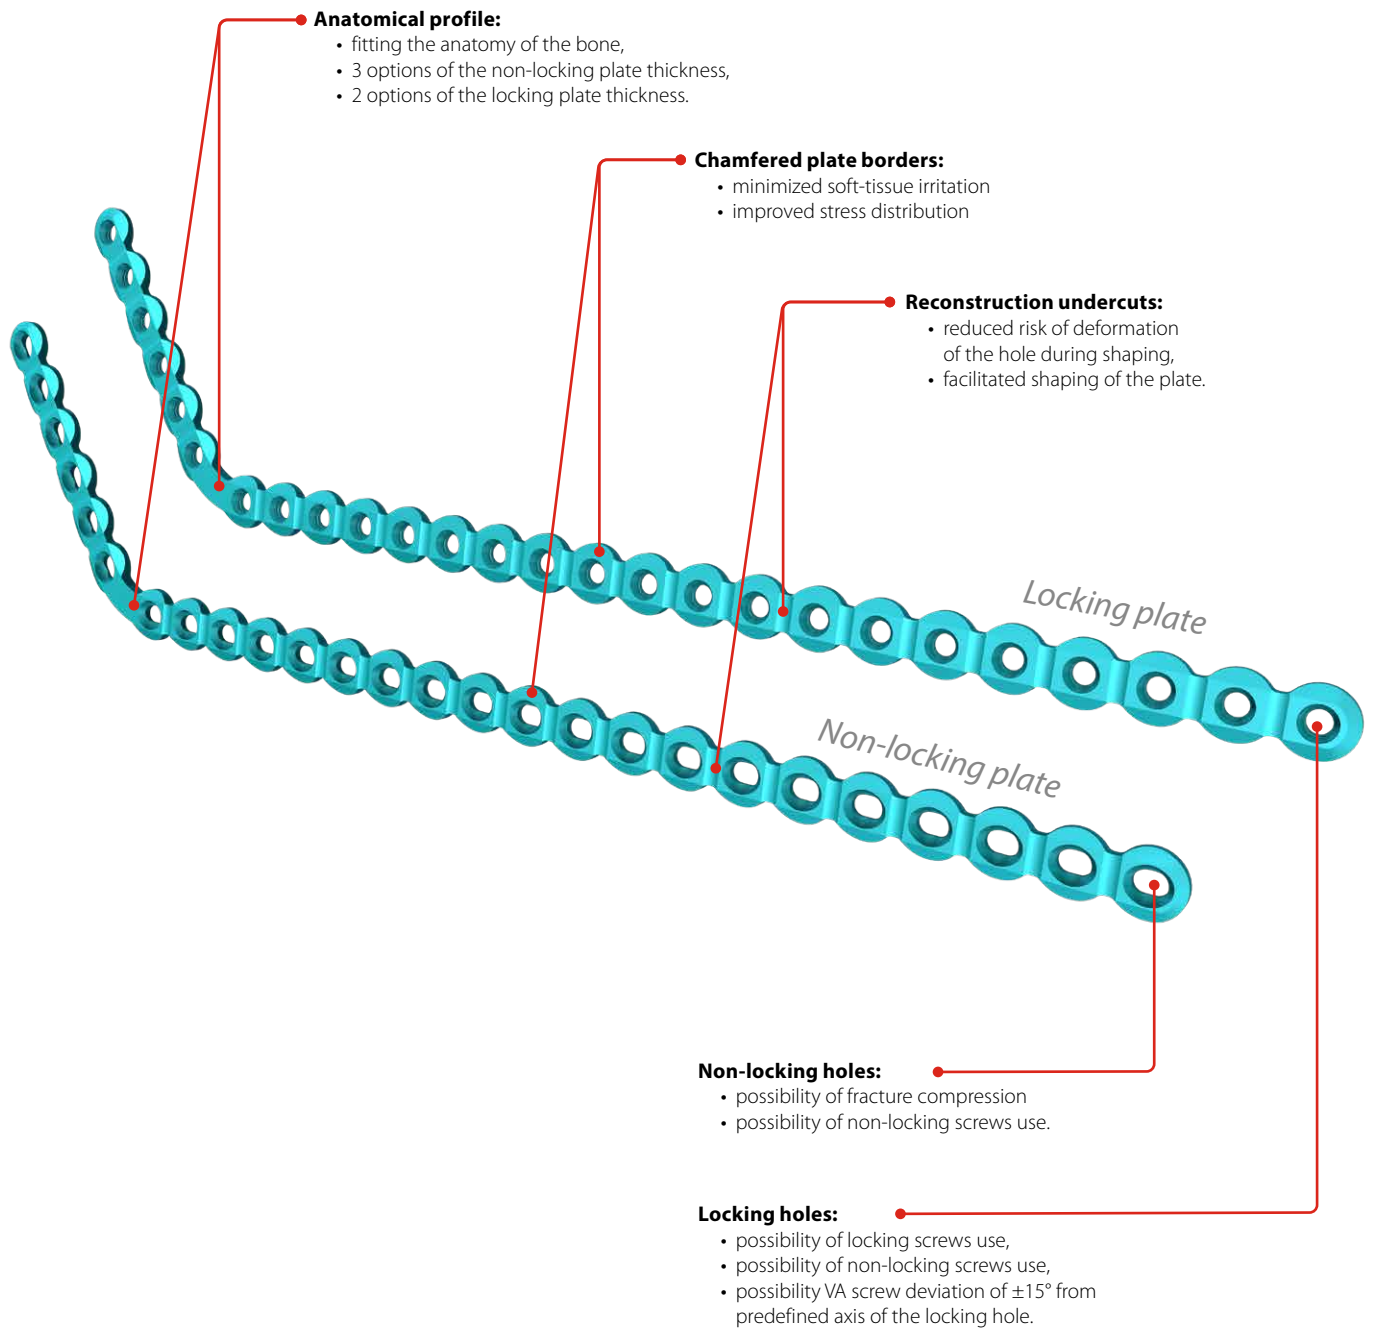 Anatomical profile:
• fitting the anatomy of the bone,
• 3 options of the non-locking plate thickness,
• 2 options of the locking plate thickness.
Chamfered plate borders:
• minimized soft-tissue irritation
• improved stress distribution
Reconstruction undercuts:
• reduced risk of deformation
of the hole during shaping,
• facilitated shaping of the plate.
Locking plate
Non-locking plate
Non-locking holes:
• possibility of fracture compression
• possibility of non-locking screws use.
Locking holes:
• possibility of locking screws use,
• possibility of non-locking screws use,
• possibility VA screw deviation of ±15° from
predefined axis of the locking hole.